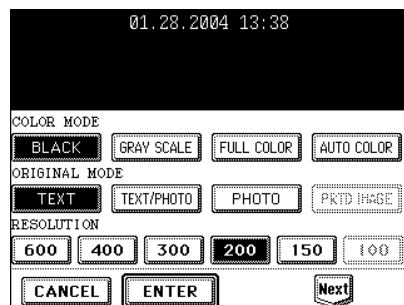 01.28.2004 13:38
COLOR MODE
BLACK GRAY SCALE FULL COLOR AUTO COLOR
ORIGINAL MODE
TEXT TEXT/PHOTO PHOTO PRTD IMAGE
RESOLUTION
600 400 300 200 150 100
CANCEL ENTER Next